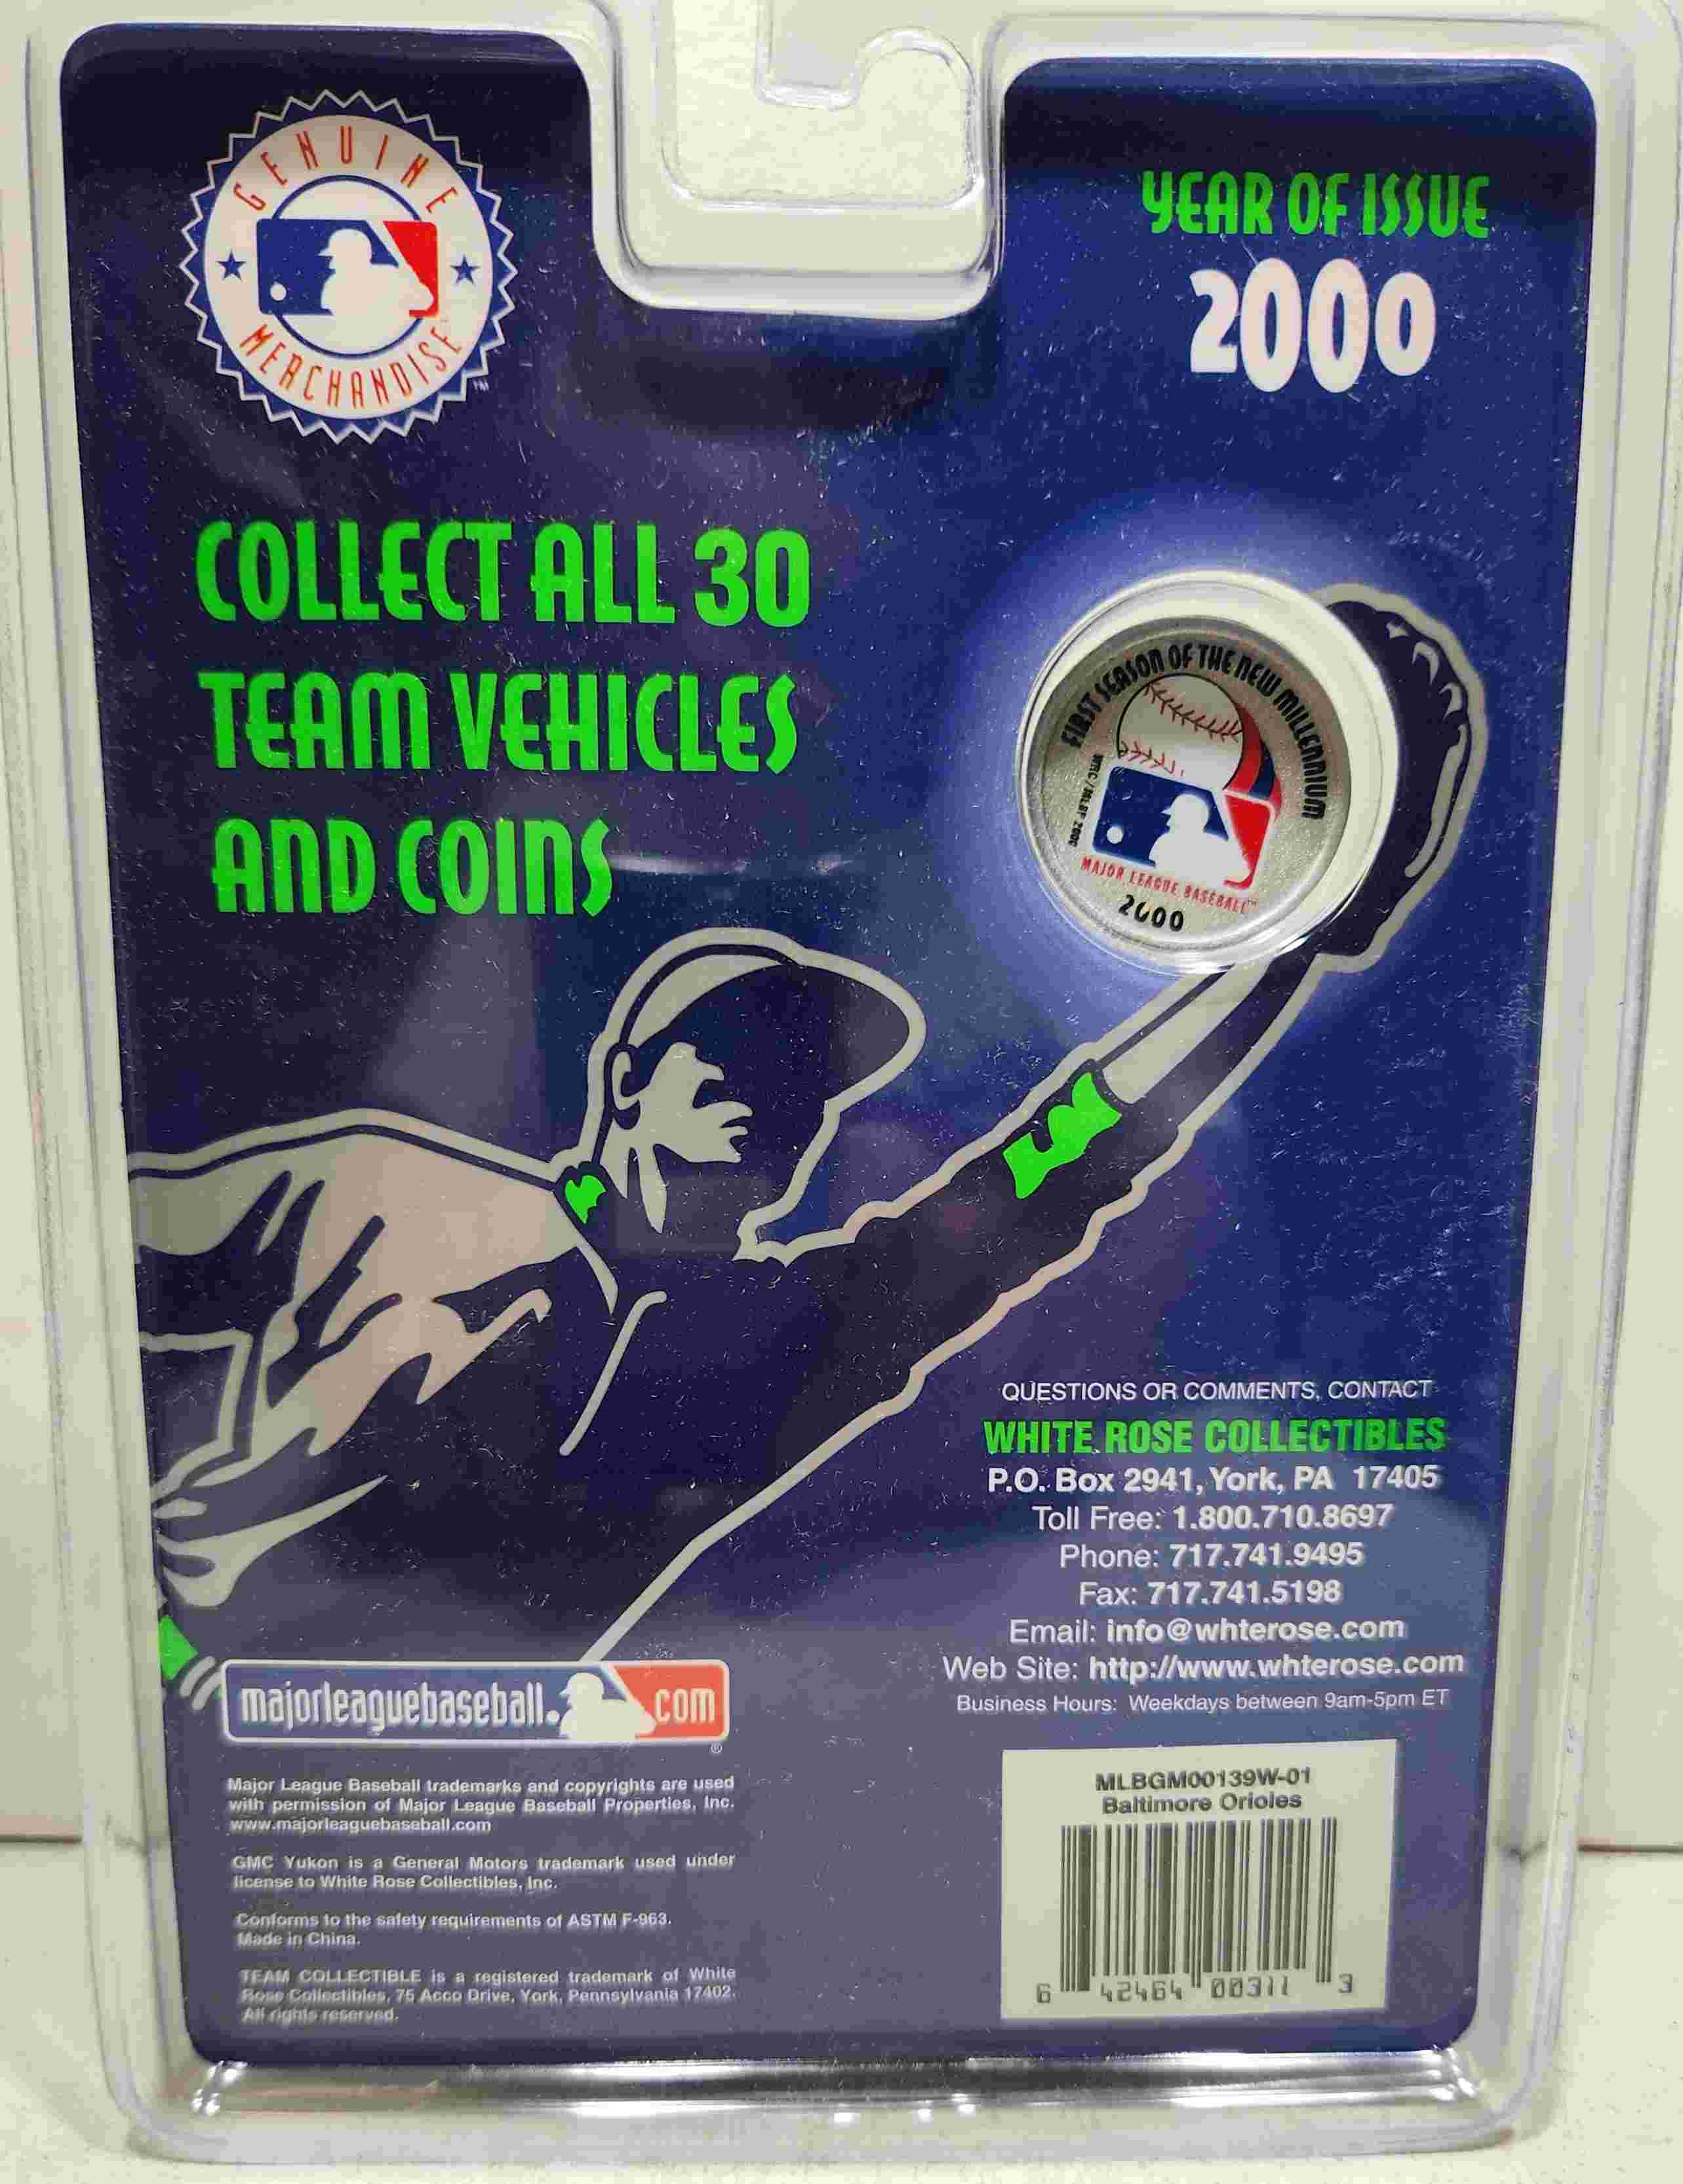 GENUINE
MERCHANDISE
TM
YEAR OF ISSUE
2000
COLLECT ALL 30
TEAM VEHICLES
AND COINS
FIRST SEASON OF THE NEW MILLENNIUM
WRC / MLBP 2000
MAJOR LEAGUE BASEBALL™
2000
QUESTIONS OR COMMENTS, CONTACT
WHITE ROSE COLLECTIBLES
P.O. Box 2941, York, PA 17405
Toll Free: 1.800.710.8697
Phone: 717.741.9495
Fax: 717.741.5198
Email: info@whterose.com
Web Site: http://www.whterose.com
Business Hours: Weekdays between 9am-5pm ET
majorleaguebaseball.com
®
Major League Baseball trademarks and copyrights are used
with permission of Major League Baseball Properties, Inc.
www.majorleaguebaseball.com
GMC Yukon is a General Motors trademark used under
license to White Rose Collectibles, Inc.
Conforms to the safety requirements of ASTM F-963.
Made in China.
TEAM COLLECTIBLE is a registered trademark of White
Rose Collectibles, 75 Acco Drive, York, Pennsylvania 17402.
All rights reserved.
MLBGM00139W-01
Baltimore Orioles
6 42464 00311 3